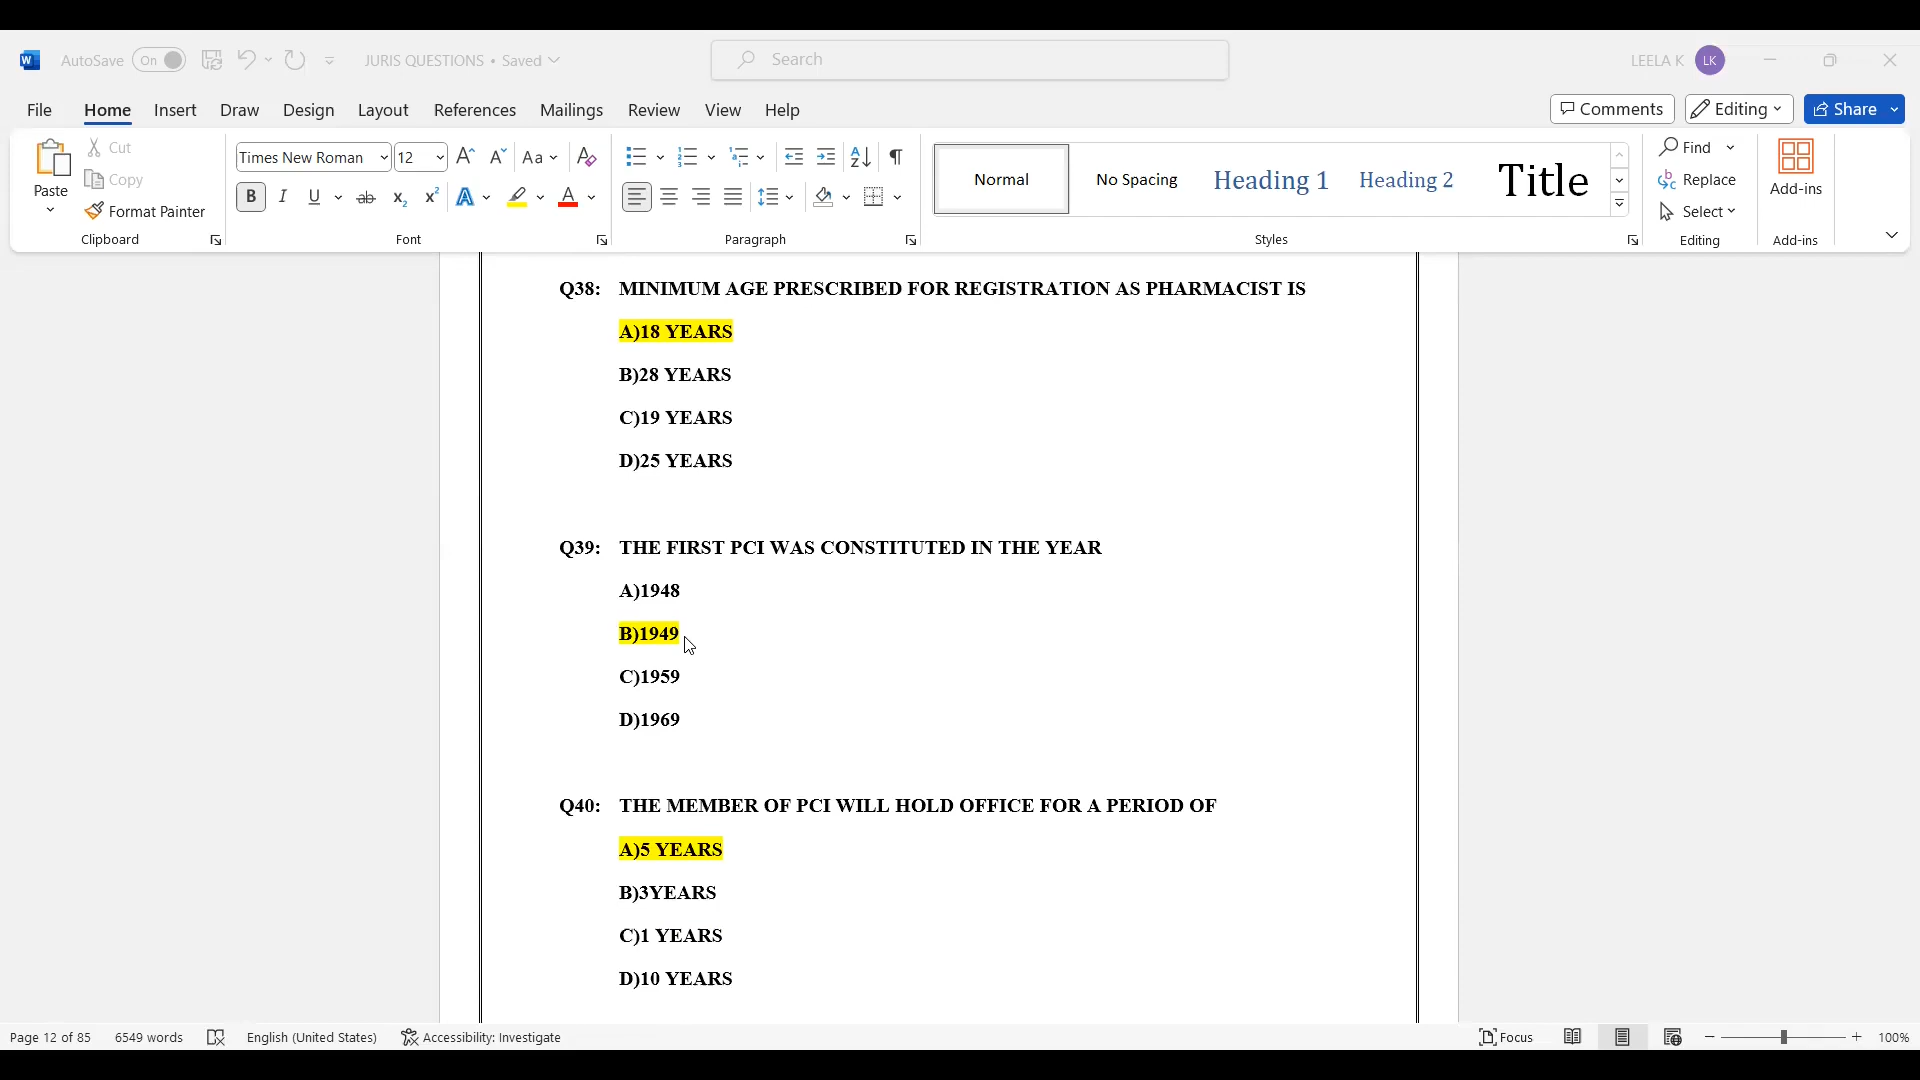 AutoSave On JURIS QUESTIONS • Saved Search LEELA K LK
File Home Insert Draw Design Layout References Mailings Review View Help Comments Editing Share
Paste Cut Copy Format Painter Clipboard
Times New Roman 12 Aa Font
Paragraph
Normal No Spacing Heading 1 Heading 2 Title Styles
Find Replace Select Editing
Add-ins Add-ins
Q38: MINIMUM AGE PRESCRIBED FOR REGISTRATION AS PHARMACIST IS
A)18 YEARS
B)28 YEARS
C)19 YEARS
D)25 YEARS
Q39: THE FIRST PCI WAS CONSTITUTED IN THE YEAR
A)1948
B)1949
C)1959
D)1969
Q40: THE MEMBER OF PCI WILL HOLD OFFICE FOR A PERIOD OF
A)5 YEARS
B)3YEARS
C)1 YEARS
D)10 YEARS
Page 12 of 85 6549 words English (United States) Accessibility: Investigate Focus 100%